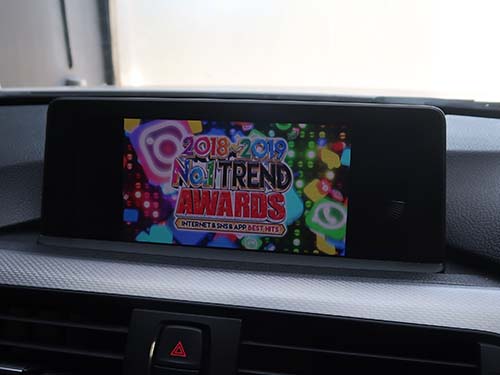 2018~2019
No.1 TREND
AWARDS
INTERNET & SNS & APP BEST HITS